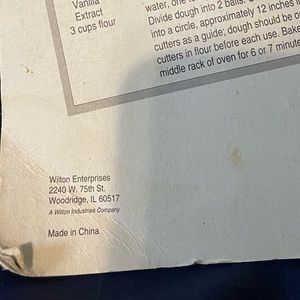 Vanilla
Extract
3 cups flour
water, one
Divide dough into 2 balls.
into a circle, approximately 12 inches
cutters as a guide; dough should be
cutters in flour before each use. Bake
middle rack of oven for 6 or 7 minute
Wilton Enterprises
2240 W. 75th St.
Woodridge, IL 60517
A Wilton Industries Company
Made in China